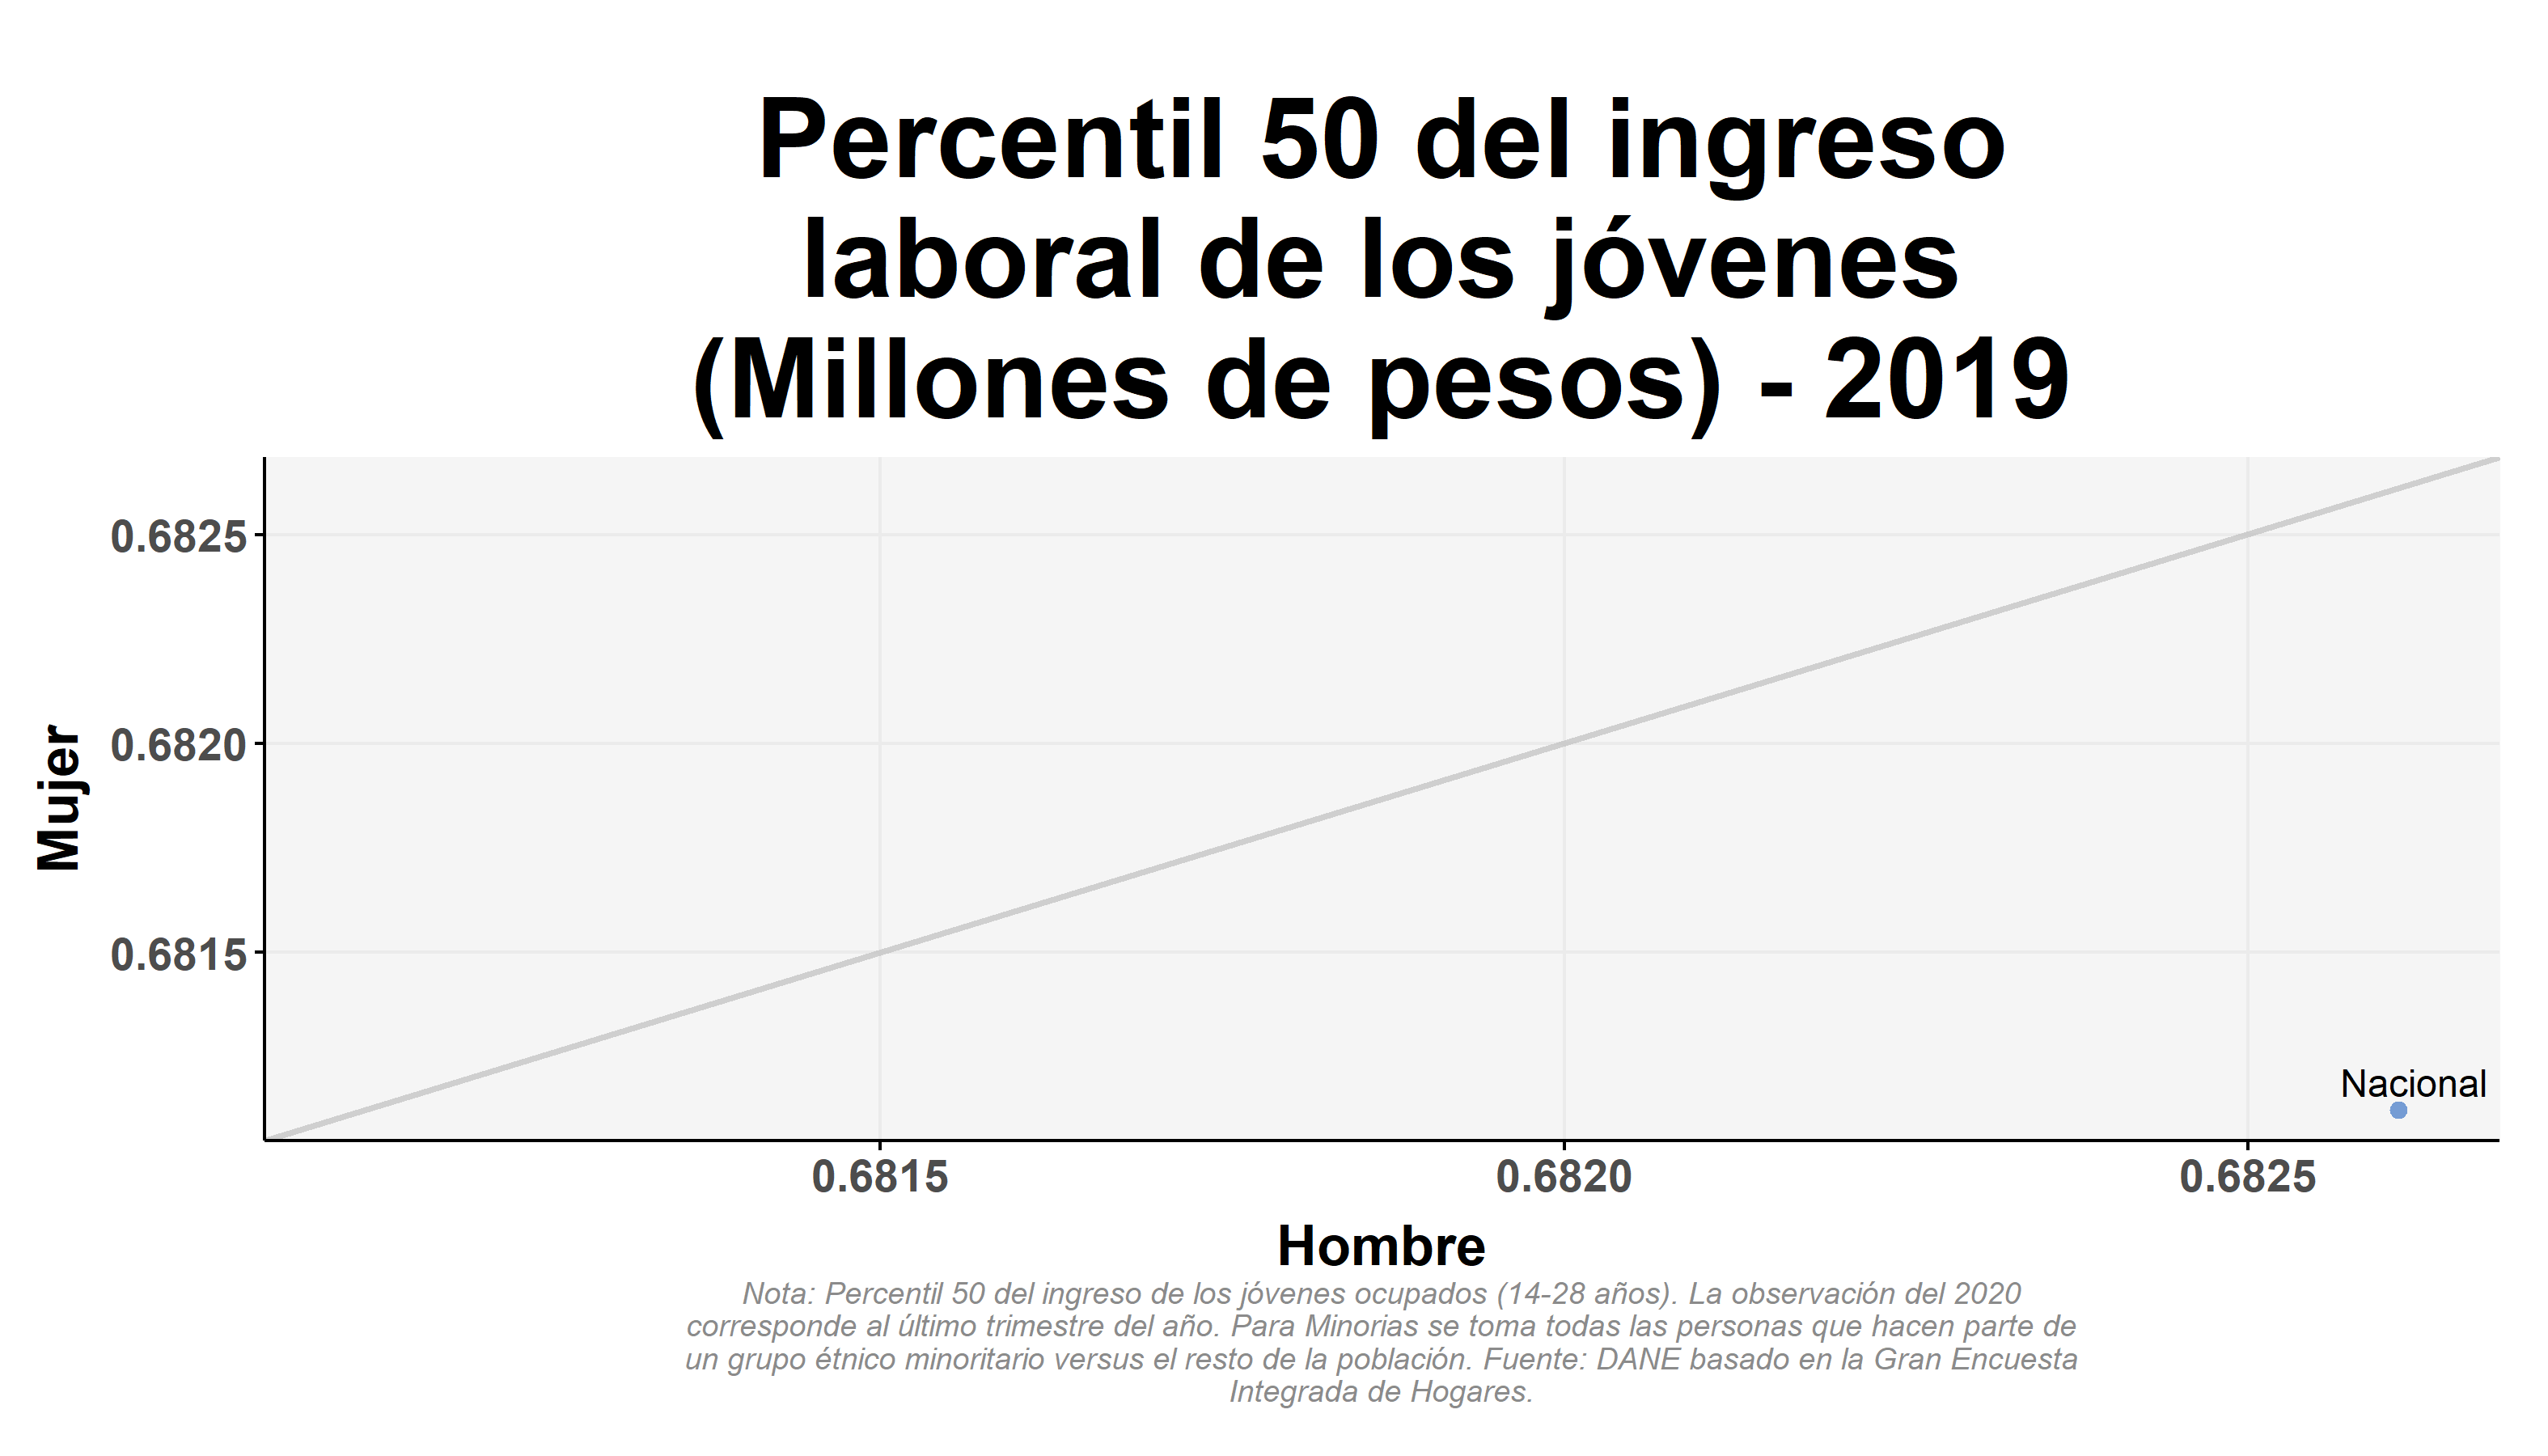 Percentil 50 del ingreso
laboral de los jóvenes
(Millones de pesos) - 2019
0.6825
0.6820
0.6815
Mujer
Nacional
0.6815
0.6820
0.6825
Hombre
Nota: Percentil 50 del ingreso de los jóvenes ocupados (14-28 años). La observación del 2020
corresponde al último trimestre del año. Para Minorias se toma todas las personas que hacen parte de
un grupo étnico minoritario versus el resto de la población. Fuente: DANE basado en la Gran Encuesta
Integrada de Hogares.